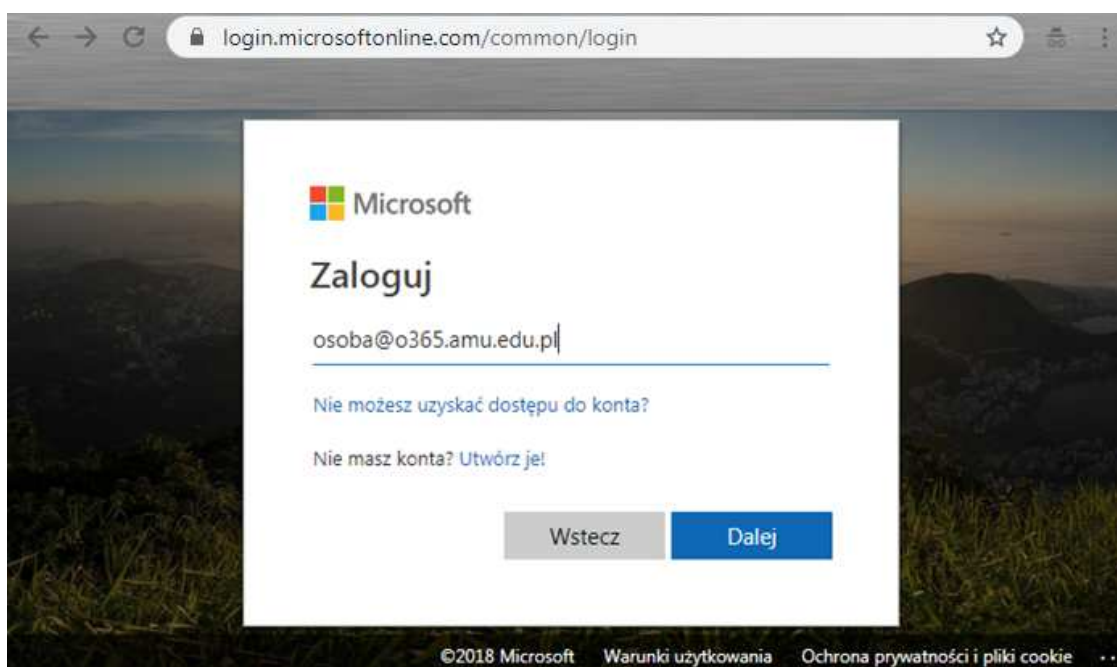 login.microsoftonline.com/common/login
Microsoft
Zaloguj
osoba@o365.amu.edu.pl
Nie możesz uzyskać dostępu do konta?
Nie masz konta? Utwórz je!
Wstecz Dalej
©2018 Microsoft Warunki użytkowania Ochrona prywatności i pliki cookie